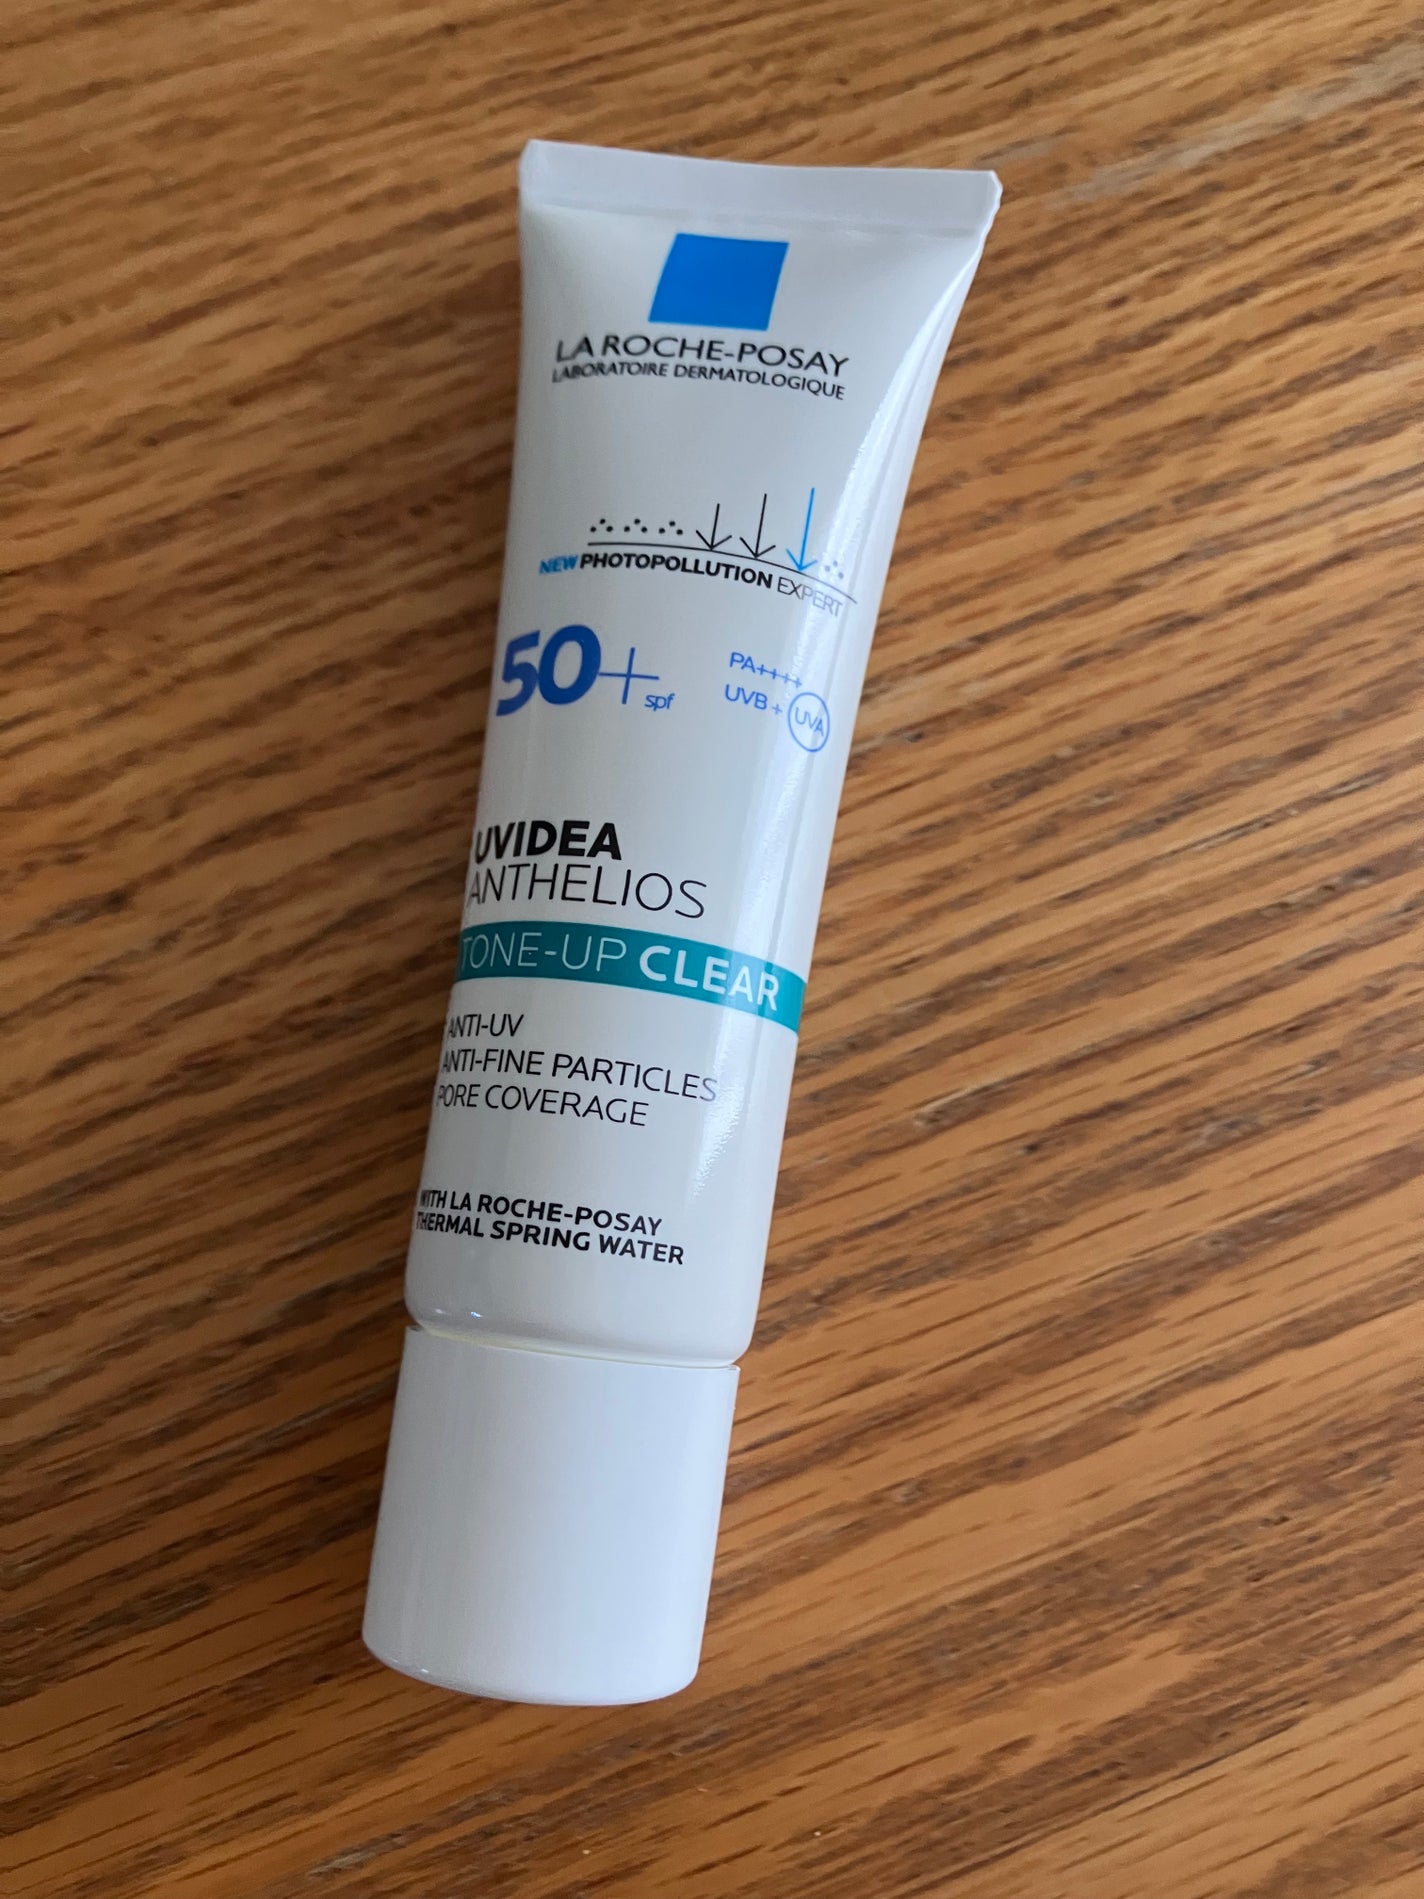 LA ROCHE-POSAY
LABORATOIRE DERMATOLOGIQUE
NEW PHOTOPOLLUTION EXPERT
50+ spf
PA++++
UVB + UVA
UVIDEA
ANTHELIOS
TONE-UP CLEAR
ANTI-UV
ANTI-FINE PARTICLES
PORE COVERAGE
WITH LA ROCHE-POSAY
THERMAL SPRING WATER